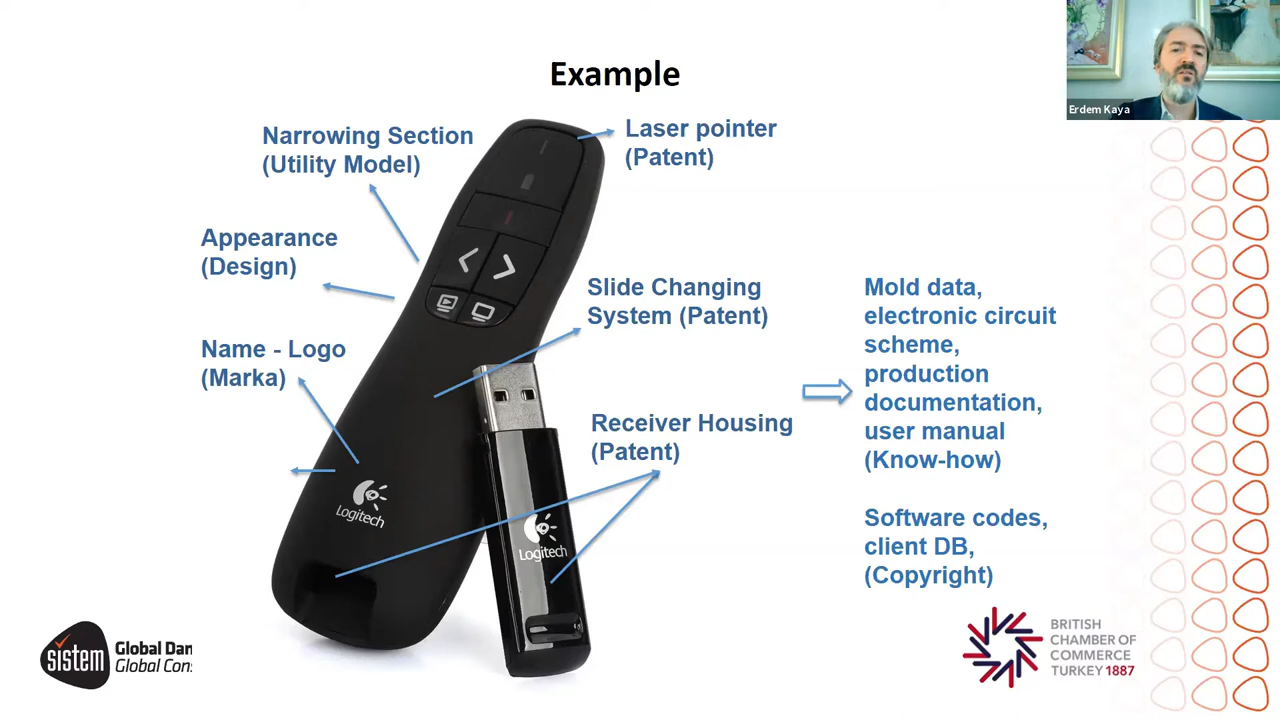 Example
Erdem Kaya
Narrowing Section
(Utility Model)
Laser pointer
(Patent)
Appearance
(Design)
Slide Changing
System (Patent)
Name - Logo
(Marka)
Receiver Housing
(Patent)
Mold data,
electronic circuit
scheme,
production
documentation,
user manual
(Know-how)
Software codes,
client DB,
(Copyright)
Logitech
Logitech
sistem
Global Dan
Global Cons
BRITISH
CHAMBER OF
COMMERCE
TURKEY 1887